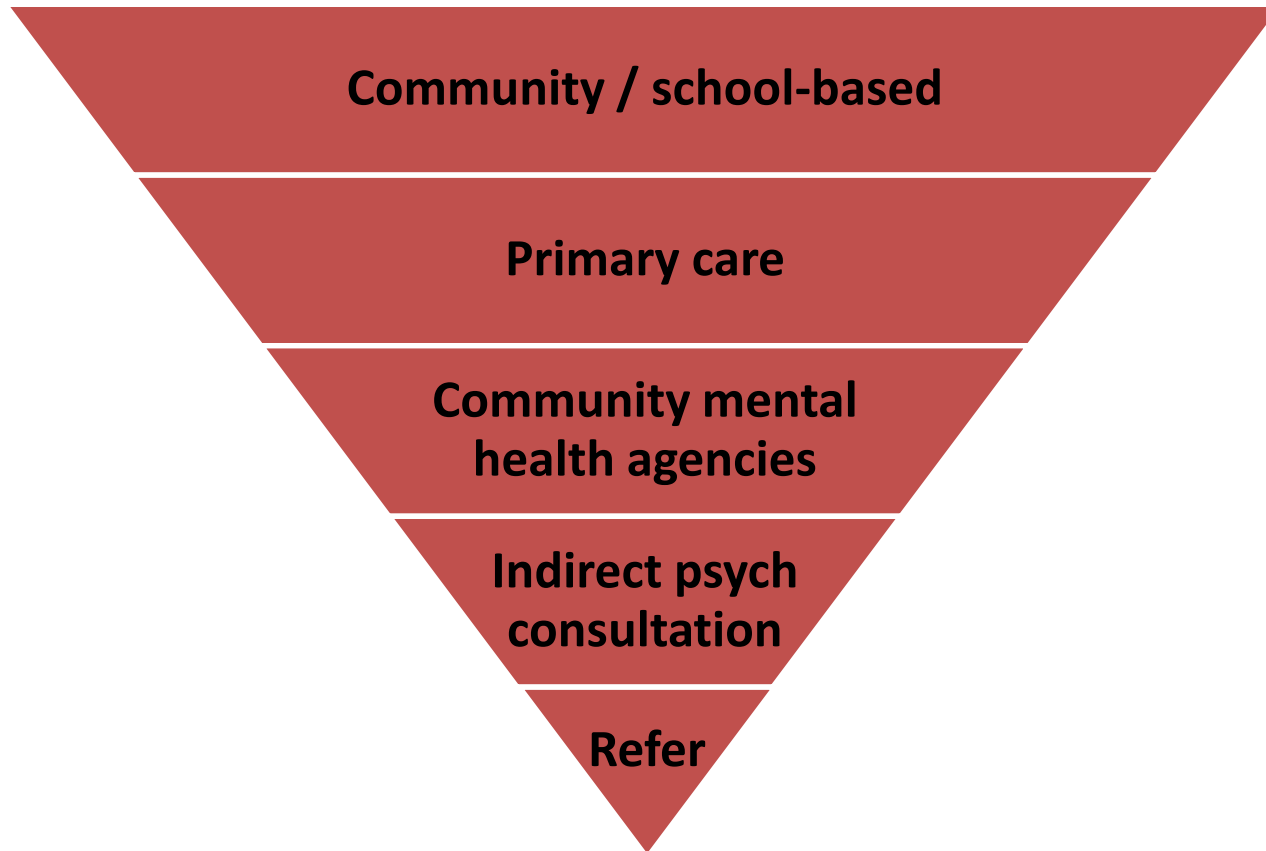 Community / school-based
Primary care
Community mental
health agencies
Indirect psych
consultation
Refer